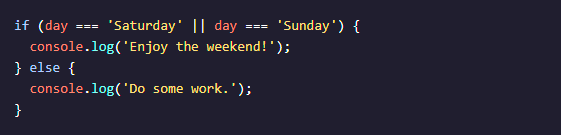 if (day === 'Saturday' || day === 'Sunday') {
  console.log('Enjoy the weekend!');
} else {
  console.log('Do some work.');
}